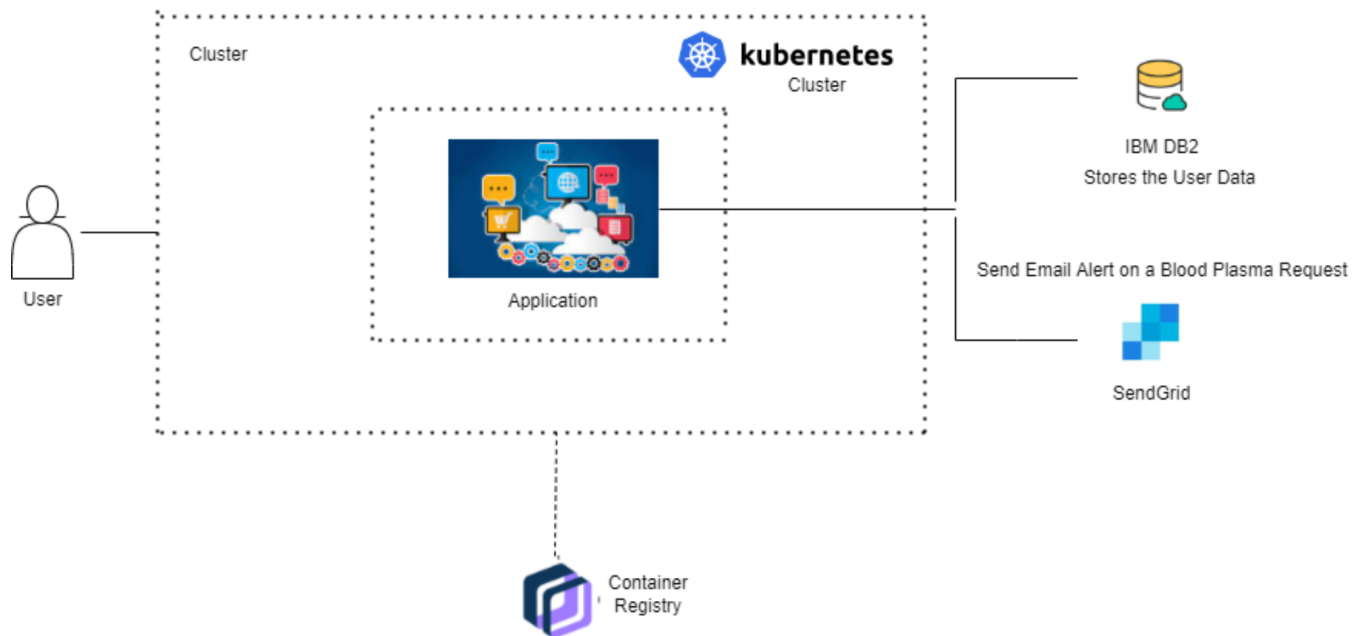 Cluster
kubernetes
Cluster
IBM DB2
Stores the User Data
Send Email Alert on a Blood Plasma Request
User
Application
SendGrid
Container
Registry